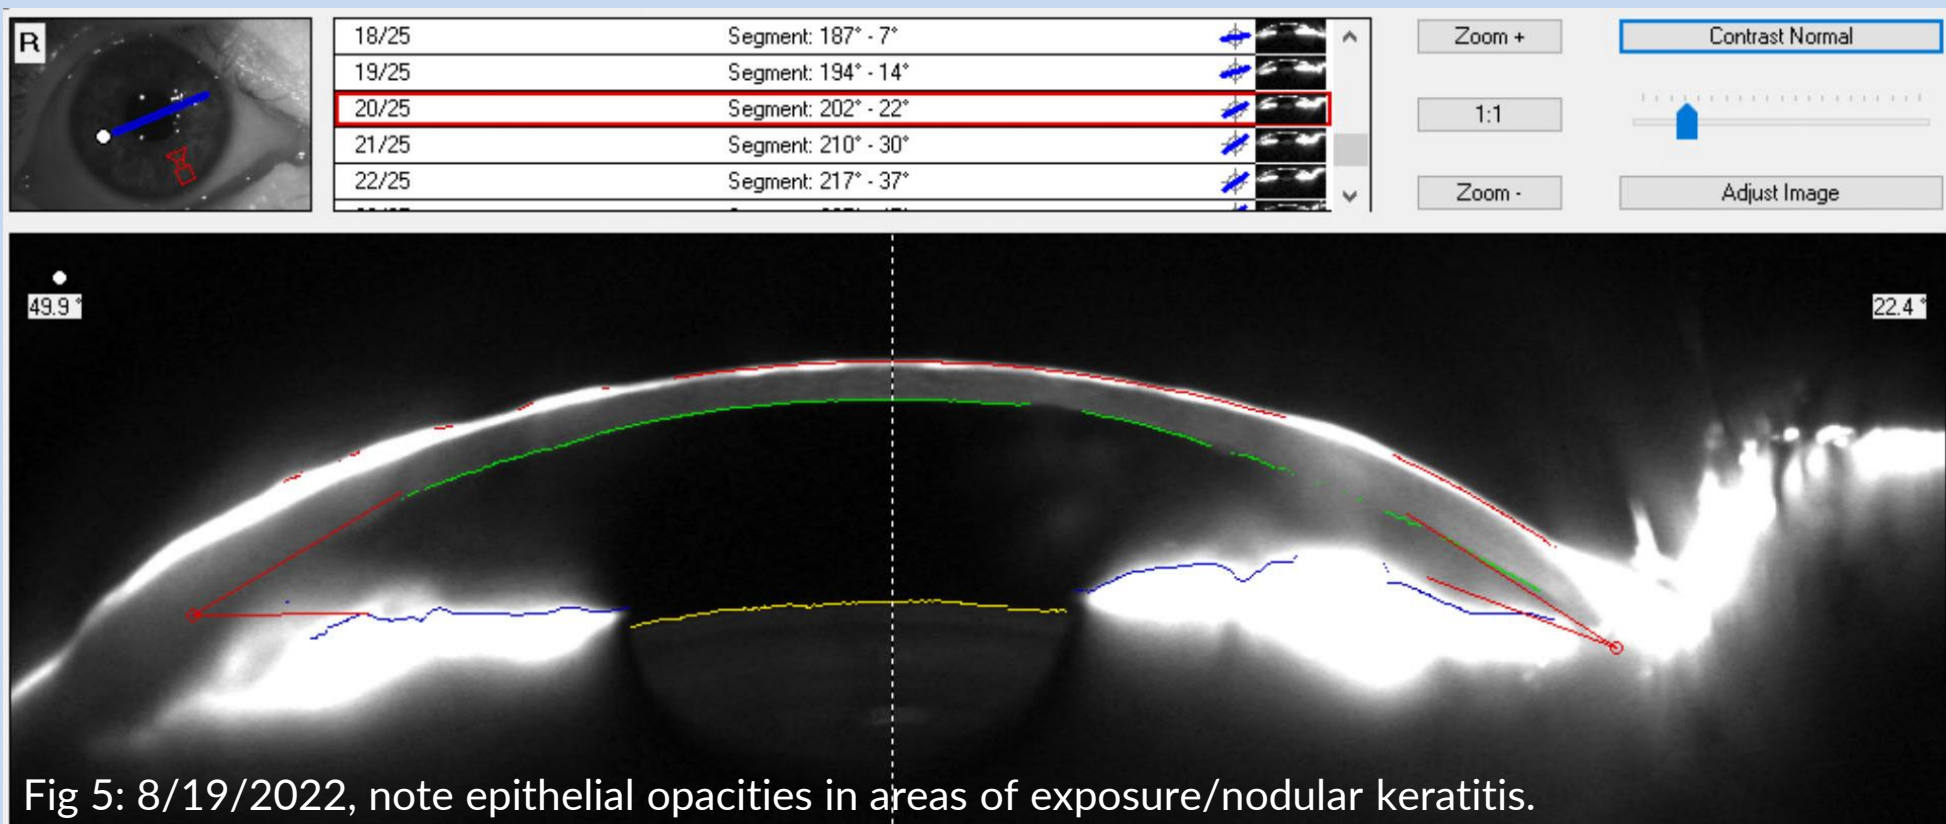 R
18/25 Segment: 187° - 7°
19/25 Segment: 194° - 14°
20/25 Segment: 202° - 22°
21/25 Segment: 210° - 30°
22/25 Segment: 217° - 37°
Zoom +
Contrast Normal
1:1
Zoom -
Adjust Image
49.9°
22.4°
Fig 5: 8/19/2022, note epithelial opacities in areas of exposure/nodular keratitis.